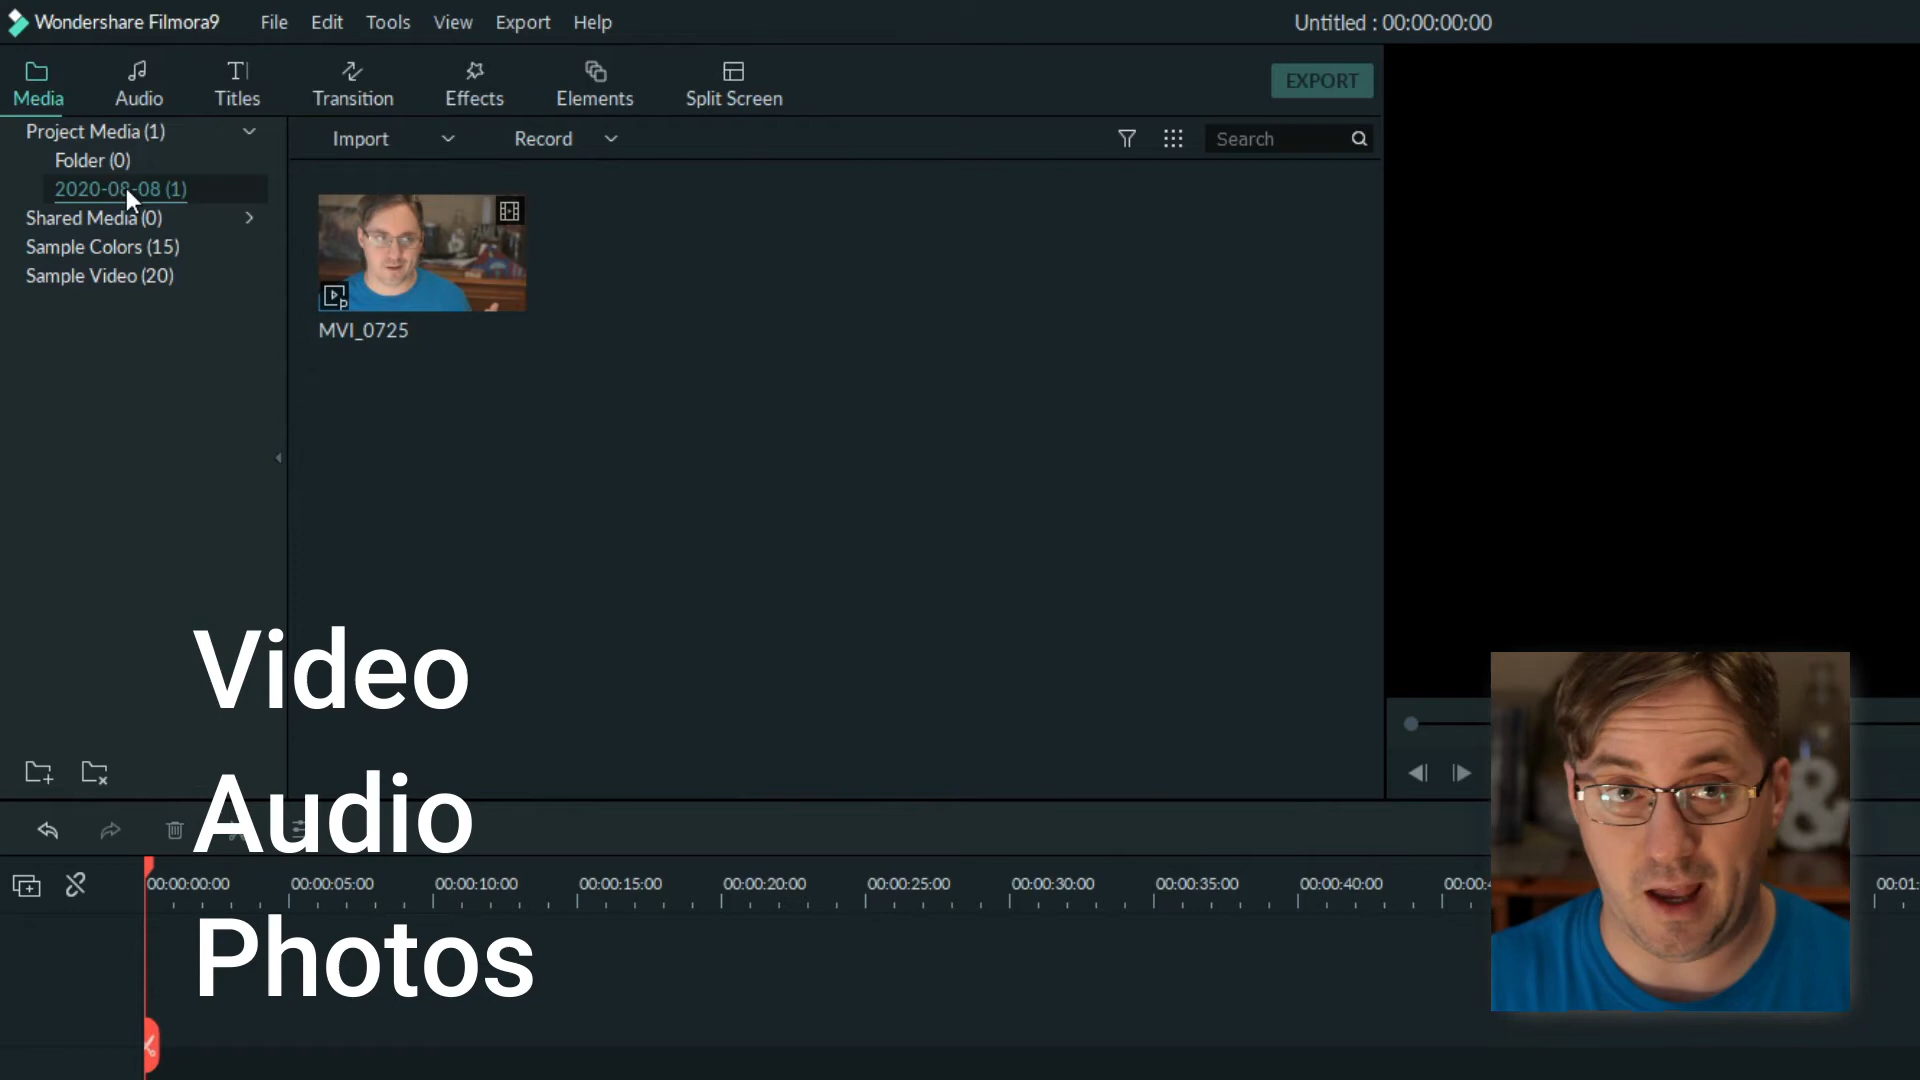 Wondershare Filmora9 File Edit Tools View Export Help Untitled : 00:00:00:00
Media Audio Titles Transition Effects Elements Split Screen EXPORT
Project Media (1)
Folder (0)
2020-08-08 (1)
Shared Media (0)
Sample Colors (15)
Sample Video (20)
Import Record Search
MVI_0725
Video
Audio
Photos
00:00:00:00 00:00:05:00 00:00:10:00 00:00:15:00 00:00:20:00 00:00:25:00 00:00:30:00 00:00:35:00 00:00:40:00
&